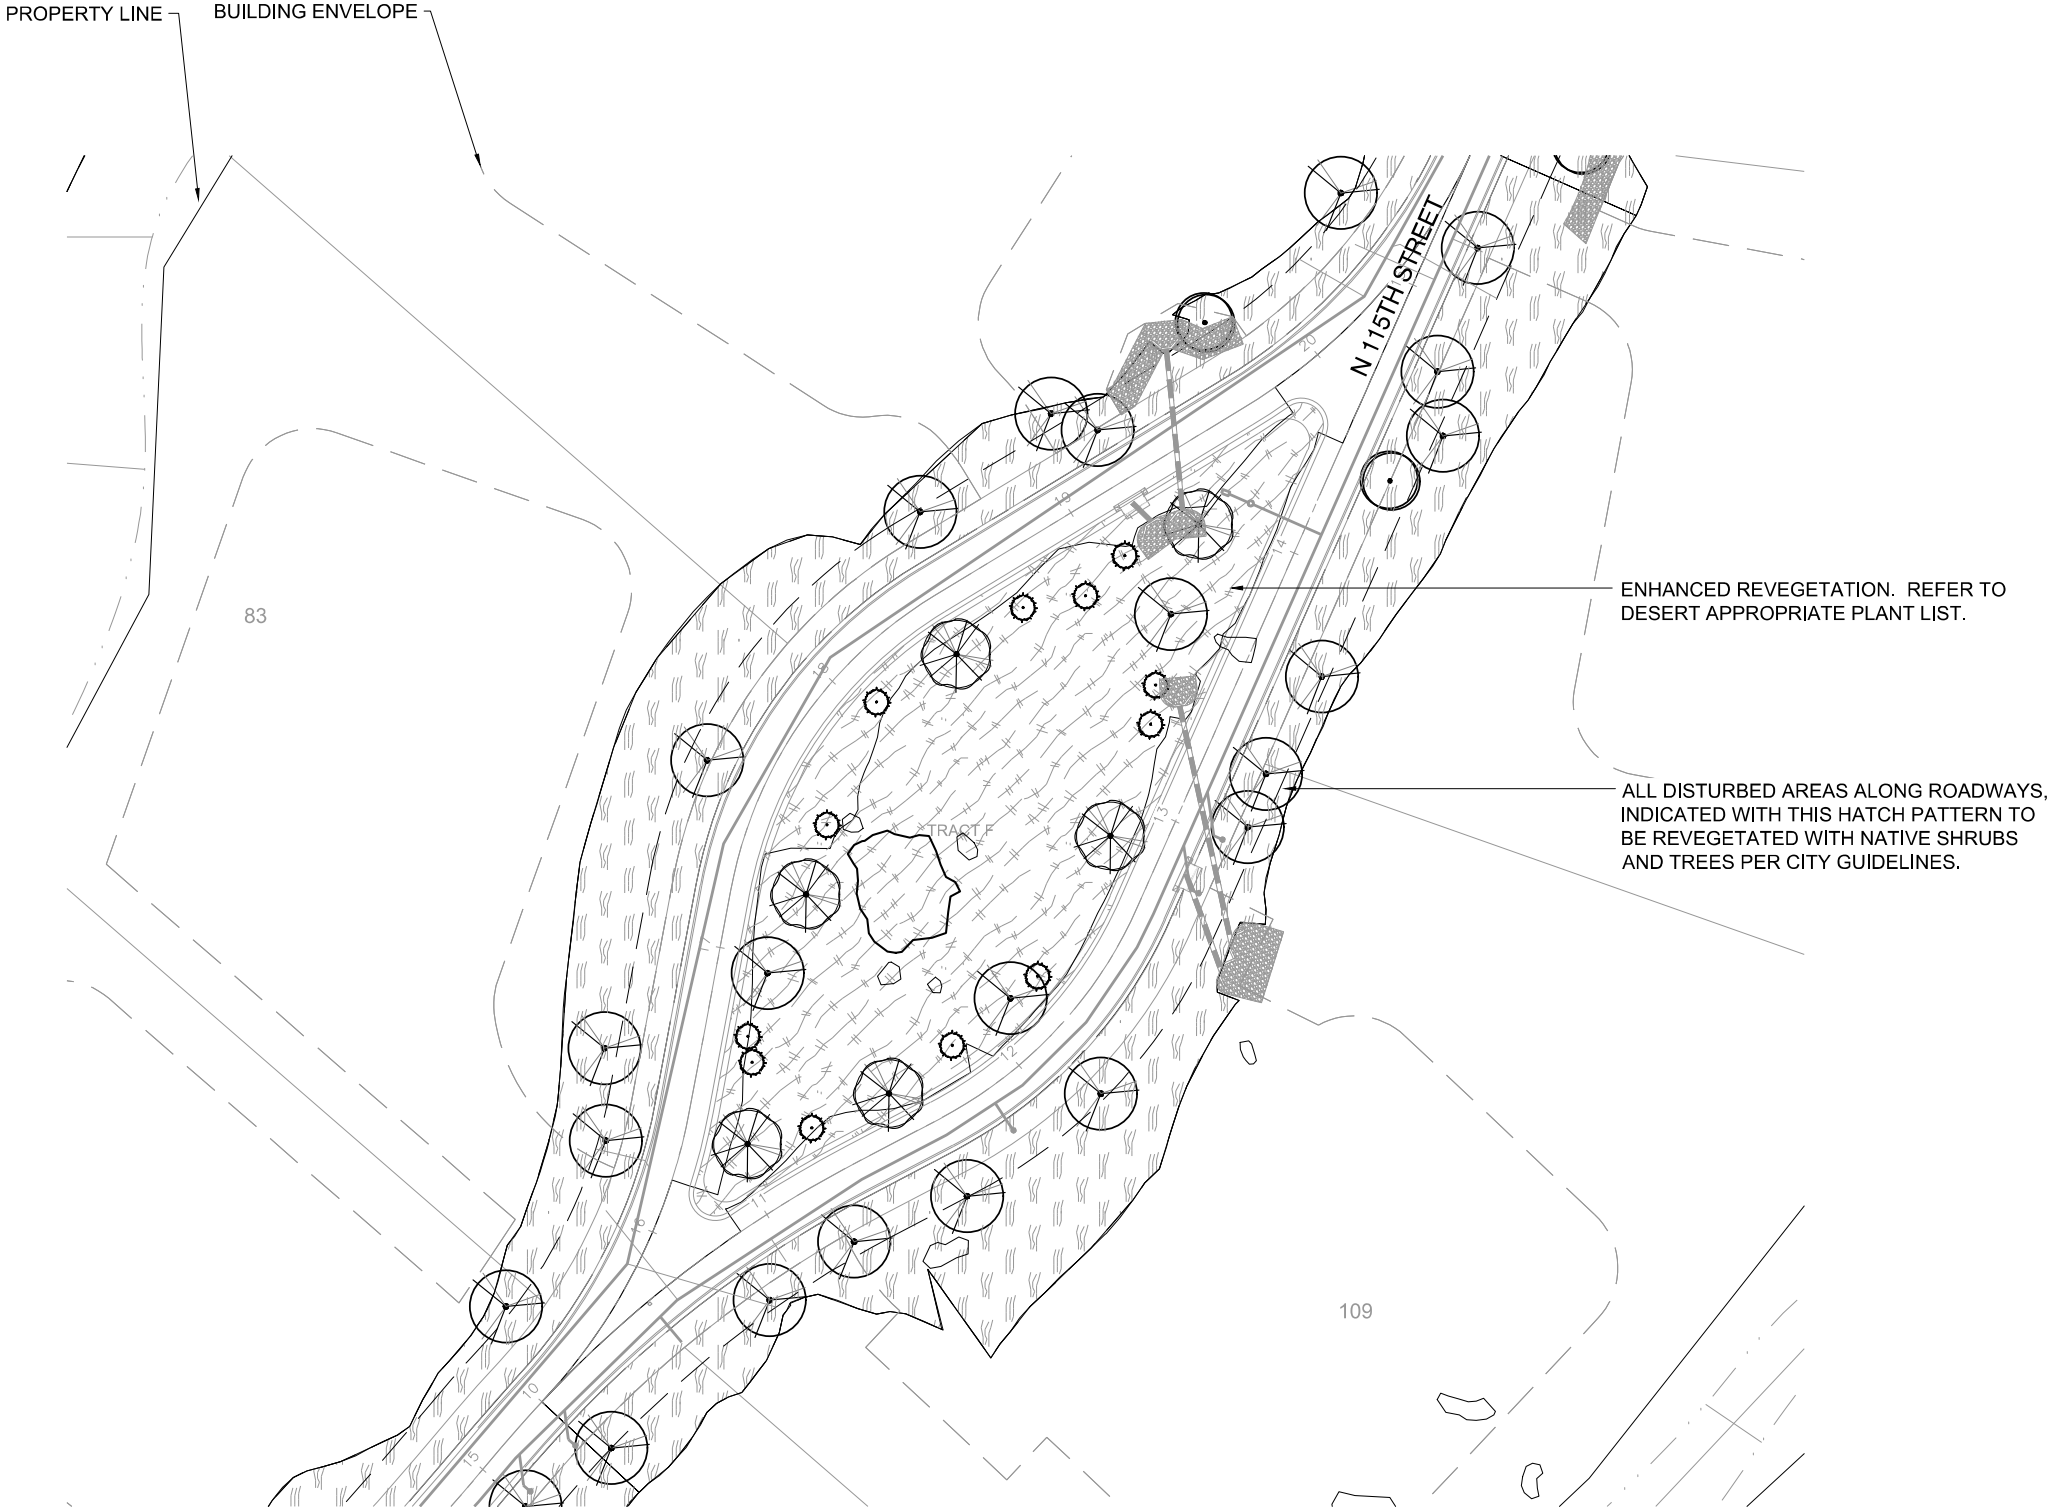 PROPERTY LINE
BUILDING ENVELOPE
N 115TH STREET
20
19
14
ENHANCED REVEGETATION.  REFER TO
DESERT APPROPRIATE PLANT LIST.
83
18
ALL DISTURBED AREAS ALONG ROADWAYS,
INDICATED WITH THIS HATCH PATTERN TO
BE REVEGETATED WITH NATIVE SHRUBS
AND TREES PER CITY GUIDELINES.
13
TRACT F
17
12
11
16
109
10
15